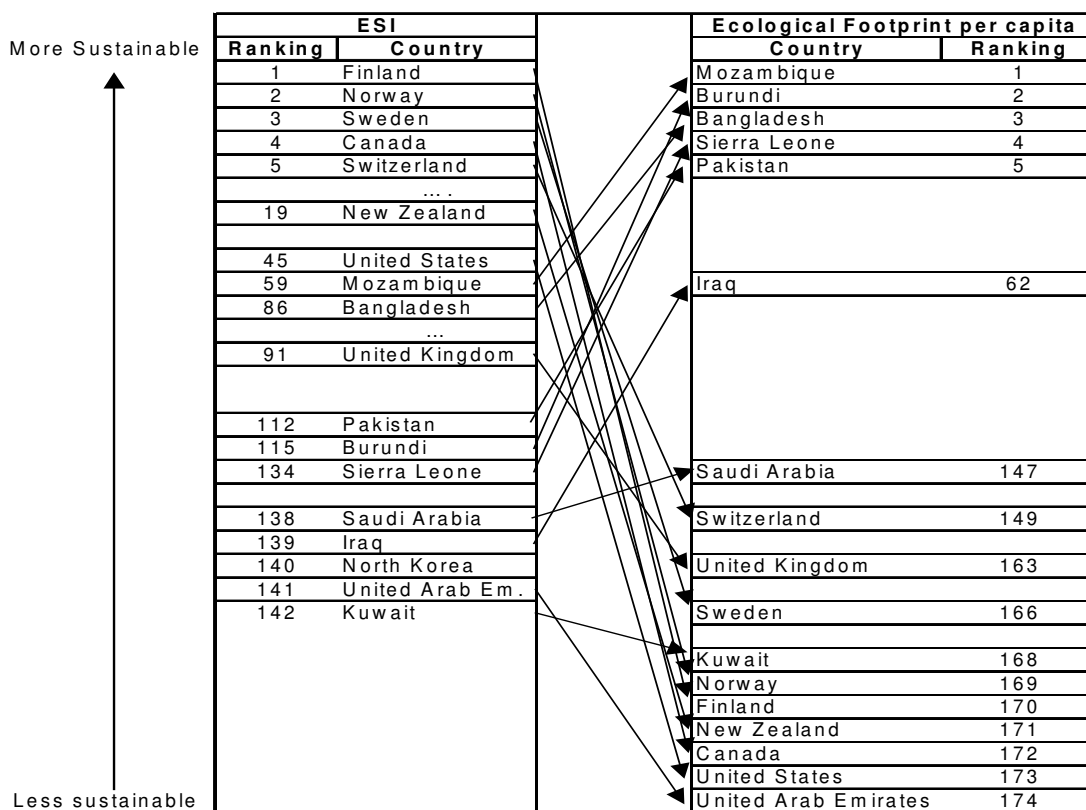 ESI Ecological Footprint per capita
More Sustainable Ranking Country Country Ranking
1 Finland Mozambique 1
2 Norway Burundi 2
3 Sweden Bangladesh 3
4 Canada Sierra Leone 4
5 Switzerland Pakistan 5
....
19 New Zealand
45 United States
59 Mozambique Iraq 62
86 Bangladesh
...
91 United Kingdom
112 Pakistan
115 Burundi
134 Sierra Leone Saudi Arabia 147
138 Saudi Arabia Switzerland 149
139 Iraq
140 North Korea United Kingdom 163
141 United Arab Em.
142 Kuwait Sweden 166
Kuwait 168
Norway 169
Finland 170
New Zealand 171
Canada 172
United States 173
Less sustainable United Arab Emirates 174